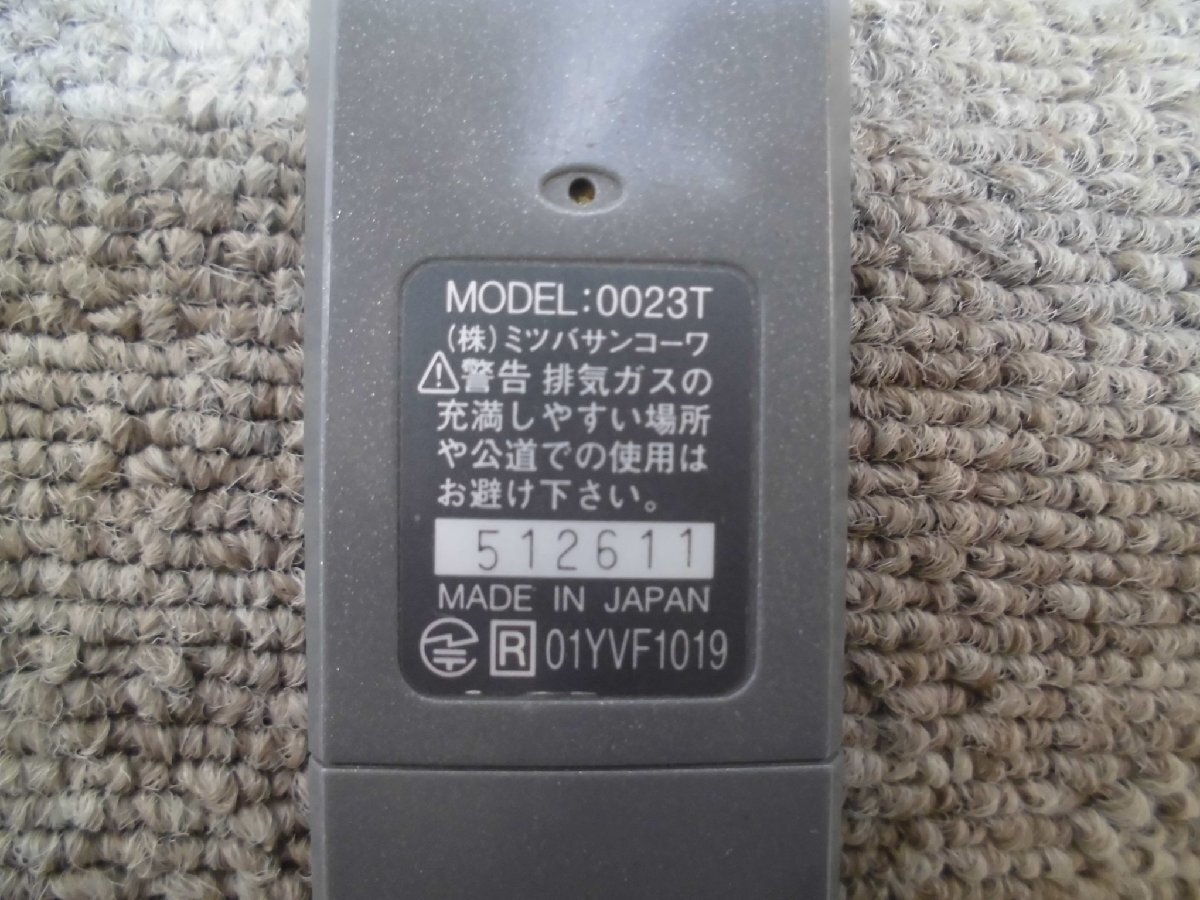 MODEL:0023T
(株)ミツバサンコーワ
⚠警告 排気ガスの
充満しやすい場所
や公道での使用は
お避け下さい。
512611
MADE IN JAPAN
R 01YVF1019